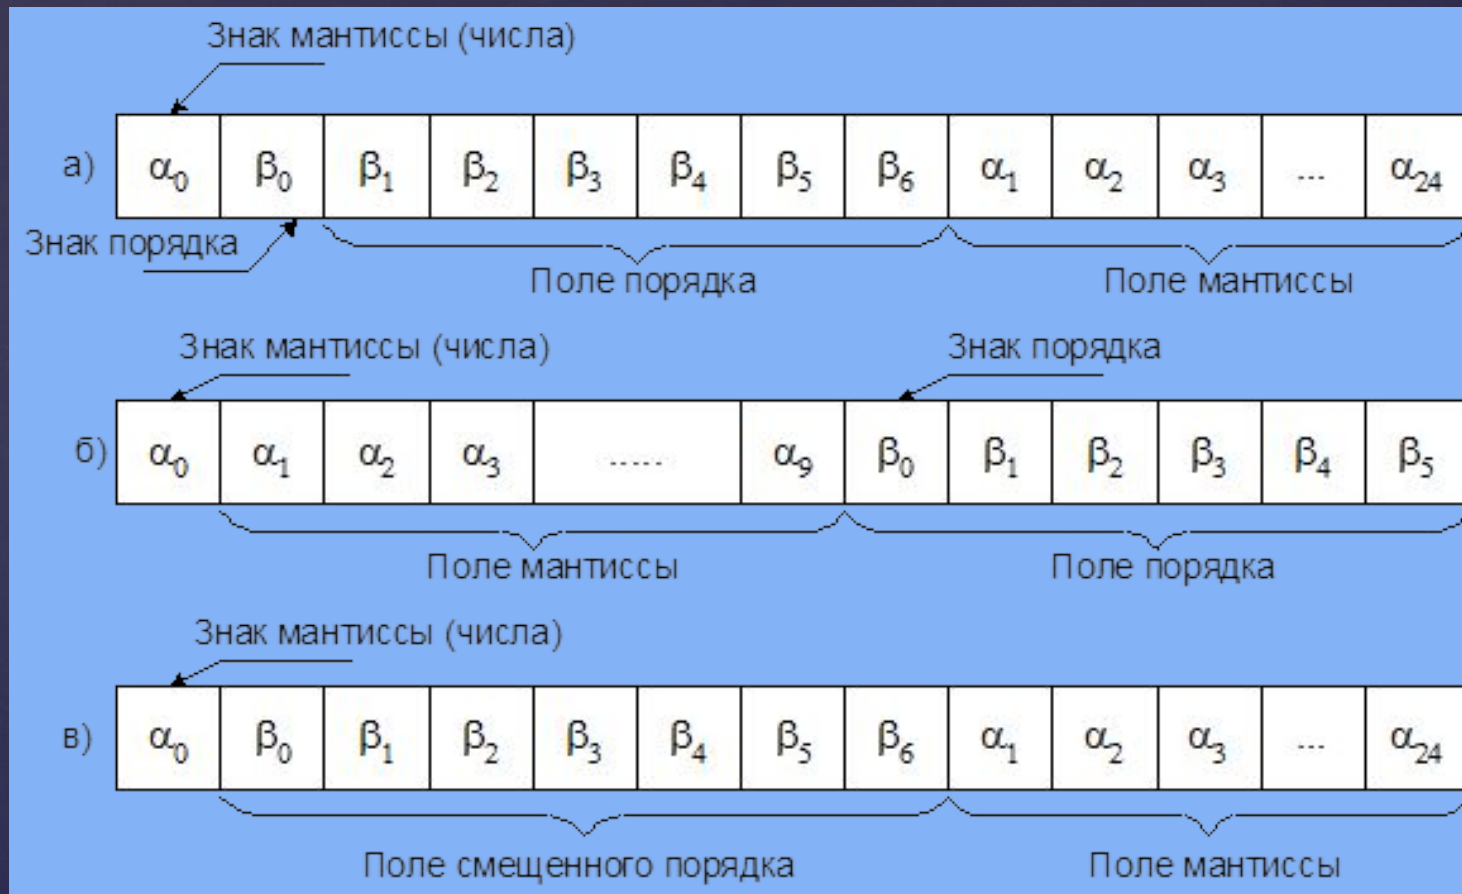 Знак мантиссы (числа)
а) α0 β0 β1 β2 β3 β4 β5 β6 α1 α2 α3 ... α24
Знак порядка
Поле порядка Поле мантиссы
Знак мантиссы (числа) Знак порядка
б) α0 α1 α2 α3 ...... α9 β0 β1 β2 β3 β4 β5
Поле мантиссы Поле порядка
Знак мантиссы (числа)
в) α0 β0 β1 β2 β3 β4 β5 β6 α1 α2 α3 ... α24
Поле смещенного порядка Поле мантиссы